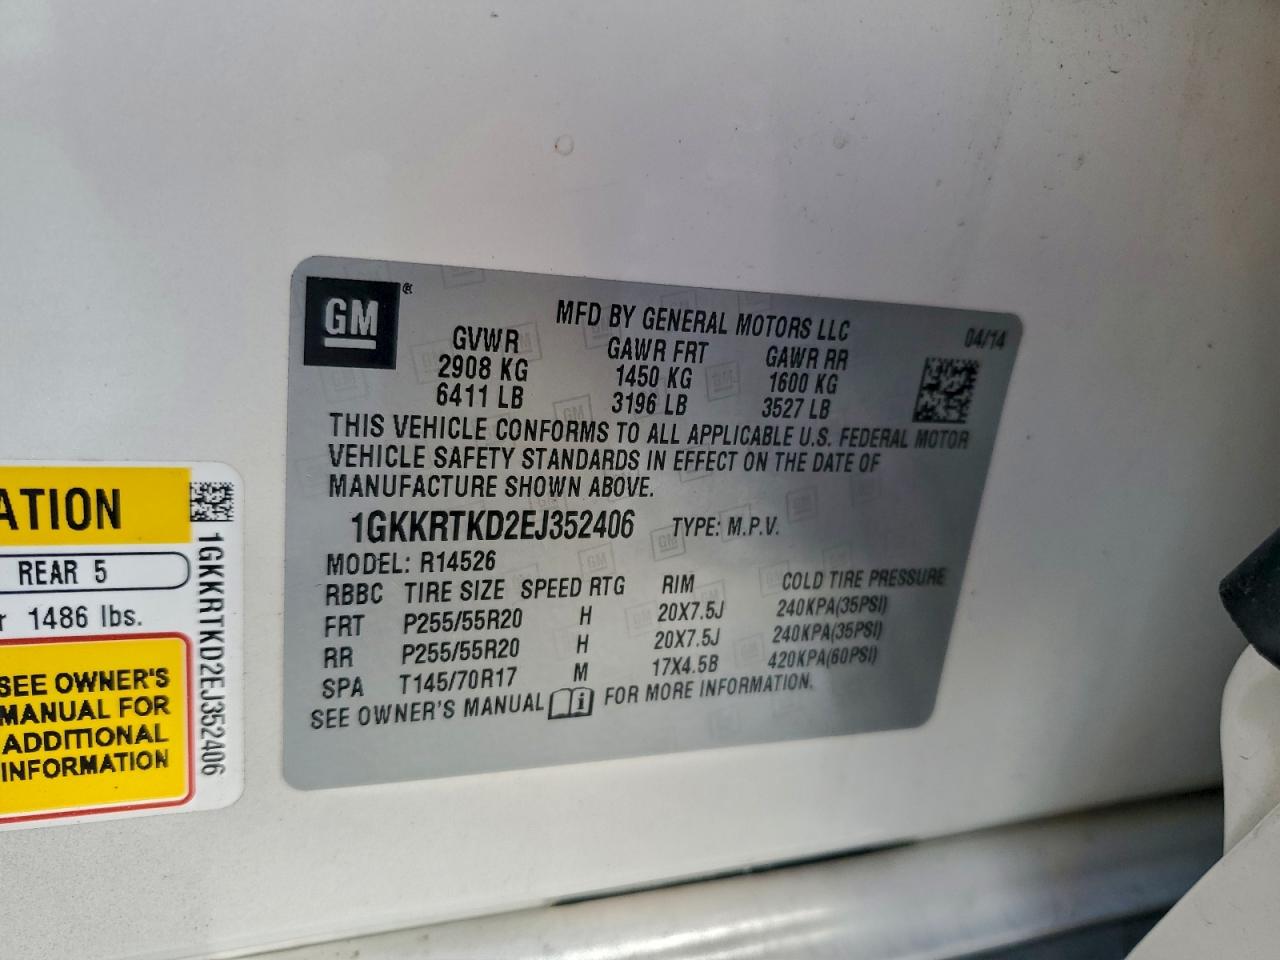 GM®
MFD BY GENERAL MOTORS LLC
04/14
GVWR GAWR FRT GAWR RR
2908 KG 1450 KG 1600 KG
6411 LB 3196 LB 3527 LB
THIS VEHICLE CONFORMS TO ALL APPLICABLE U.S. FEDERAL MOTOR
VEHICLE SAFETY STANDARDS IN EFFECT ON THE DATE OF
MANUFACTURE SHOWN ABOVE.
1GKKRTKD2EJ352406 TYPE: M.P.V.
MODEL: R14526
RBBC TIRE SIZE SPEED RTG RIM COLD TIRE PRESSURE
FRT P255/55R20 H 20X7.5J 240KPA(35PSI)
RR P255/55R20 H 20X7.5J 240KPA(35PSI)
SPA T145/70R17 M 17X4.5B 420KPA(60PSI)
SEE OWNER'S MANUAL i FOR MORE INFORMATION.
ATION
REAR 5
r 1486 lbs.
SEE OWNER'S
MANUAL FOR
ADDITIONAL
INFORMATION
1GKKRTKD2EJ352406